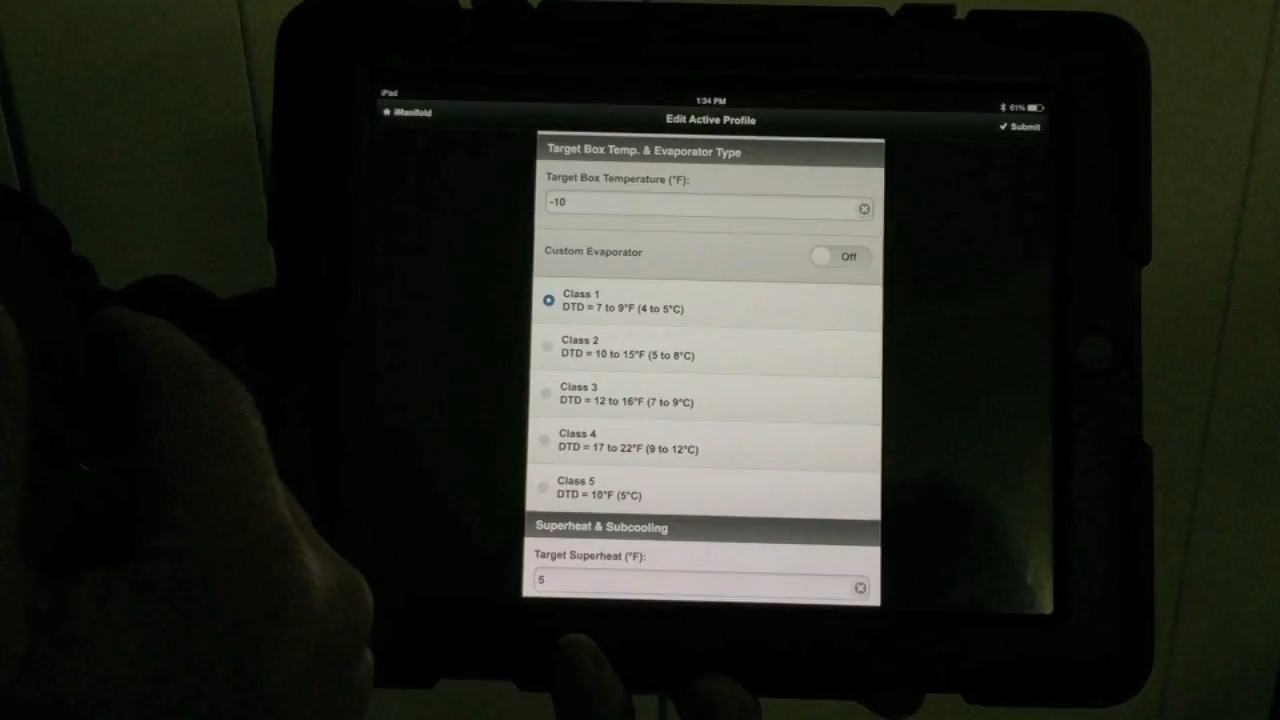 iPad
1:34 PM
61%
iManifold
Edit Active Profile
Submit
Target Box Temp. & Evaporator Type
Target Box Temperature (°F):
-10
Custom Evaporator
Off
Class 1
DTD = 7 to 9°F (4 to 5°C)
Class 2
DTD = 10 to 15°F (5 to 8°C)
Class 3
DTD = 12 to 16°F (7 to 9°C)
Class 4
DTD = 17 to 22°F (9 to 12°C)
Class 5
DTD = 10°F (5°C)
Superheat & Subcooling
Target Superheat (°F):
5